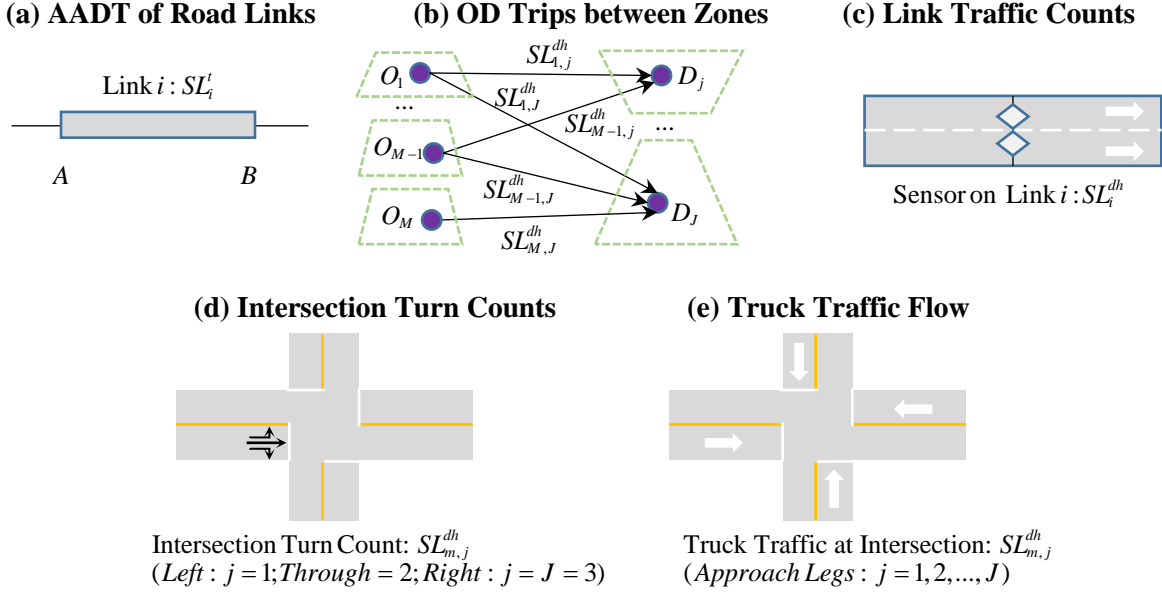 (a) AADT of Road Links
Link i : SL_i^t
A
B
(b) OD Trips between Zones
O_1
...
O_{M-1}
O_M
SL_{1,j}^{dh}
SL_{1,J}^{dh}
SL_{M-1,j}^{dh}
SL_{M-1,J}^{dh}
SL_{M,J}^{dh}
D_j
...
D_J
(c) Link Traffic Counts
Sensor on Link i : SL_i^{dh}
(d) Intersection Turn Counts
Intersection Turn Count: SL_{m,j}^{dh}
(Left : j = 1;Through = 2;Right : j = J = 3)
(e) Truck Traffic Flow
Truck Traffic at Intersection: SL_{m,j}^{dh}
(Approach Legs : j = 1, 2,..., J)